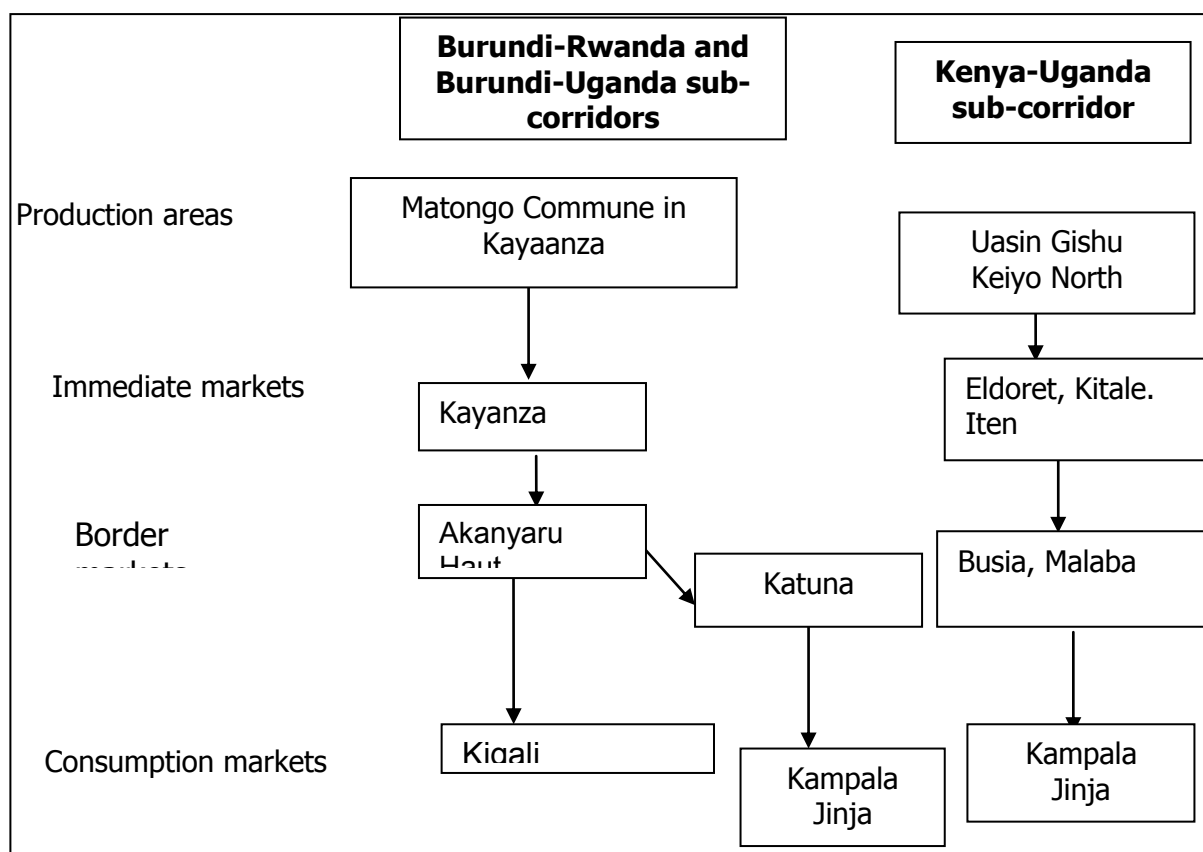 Burundi-Rwanda and
Burundi-Uganda sub-
corridors
Kenya-Uganda
sub-corridor
Production areas
Matongo Commune in
Kayaanza
Uasin Gishu
Keiyo North
Immediate markets
Kayanza
Eldoret, Kitale.
Iten
Border
markets
Akanyaru
Haut
Katuna
Busia, Malaba
Consumption markets
Kigali
Kampala
Jinja
Kampala
Jinja